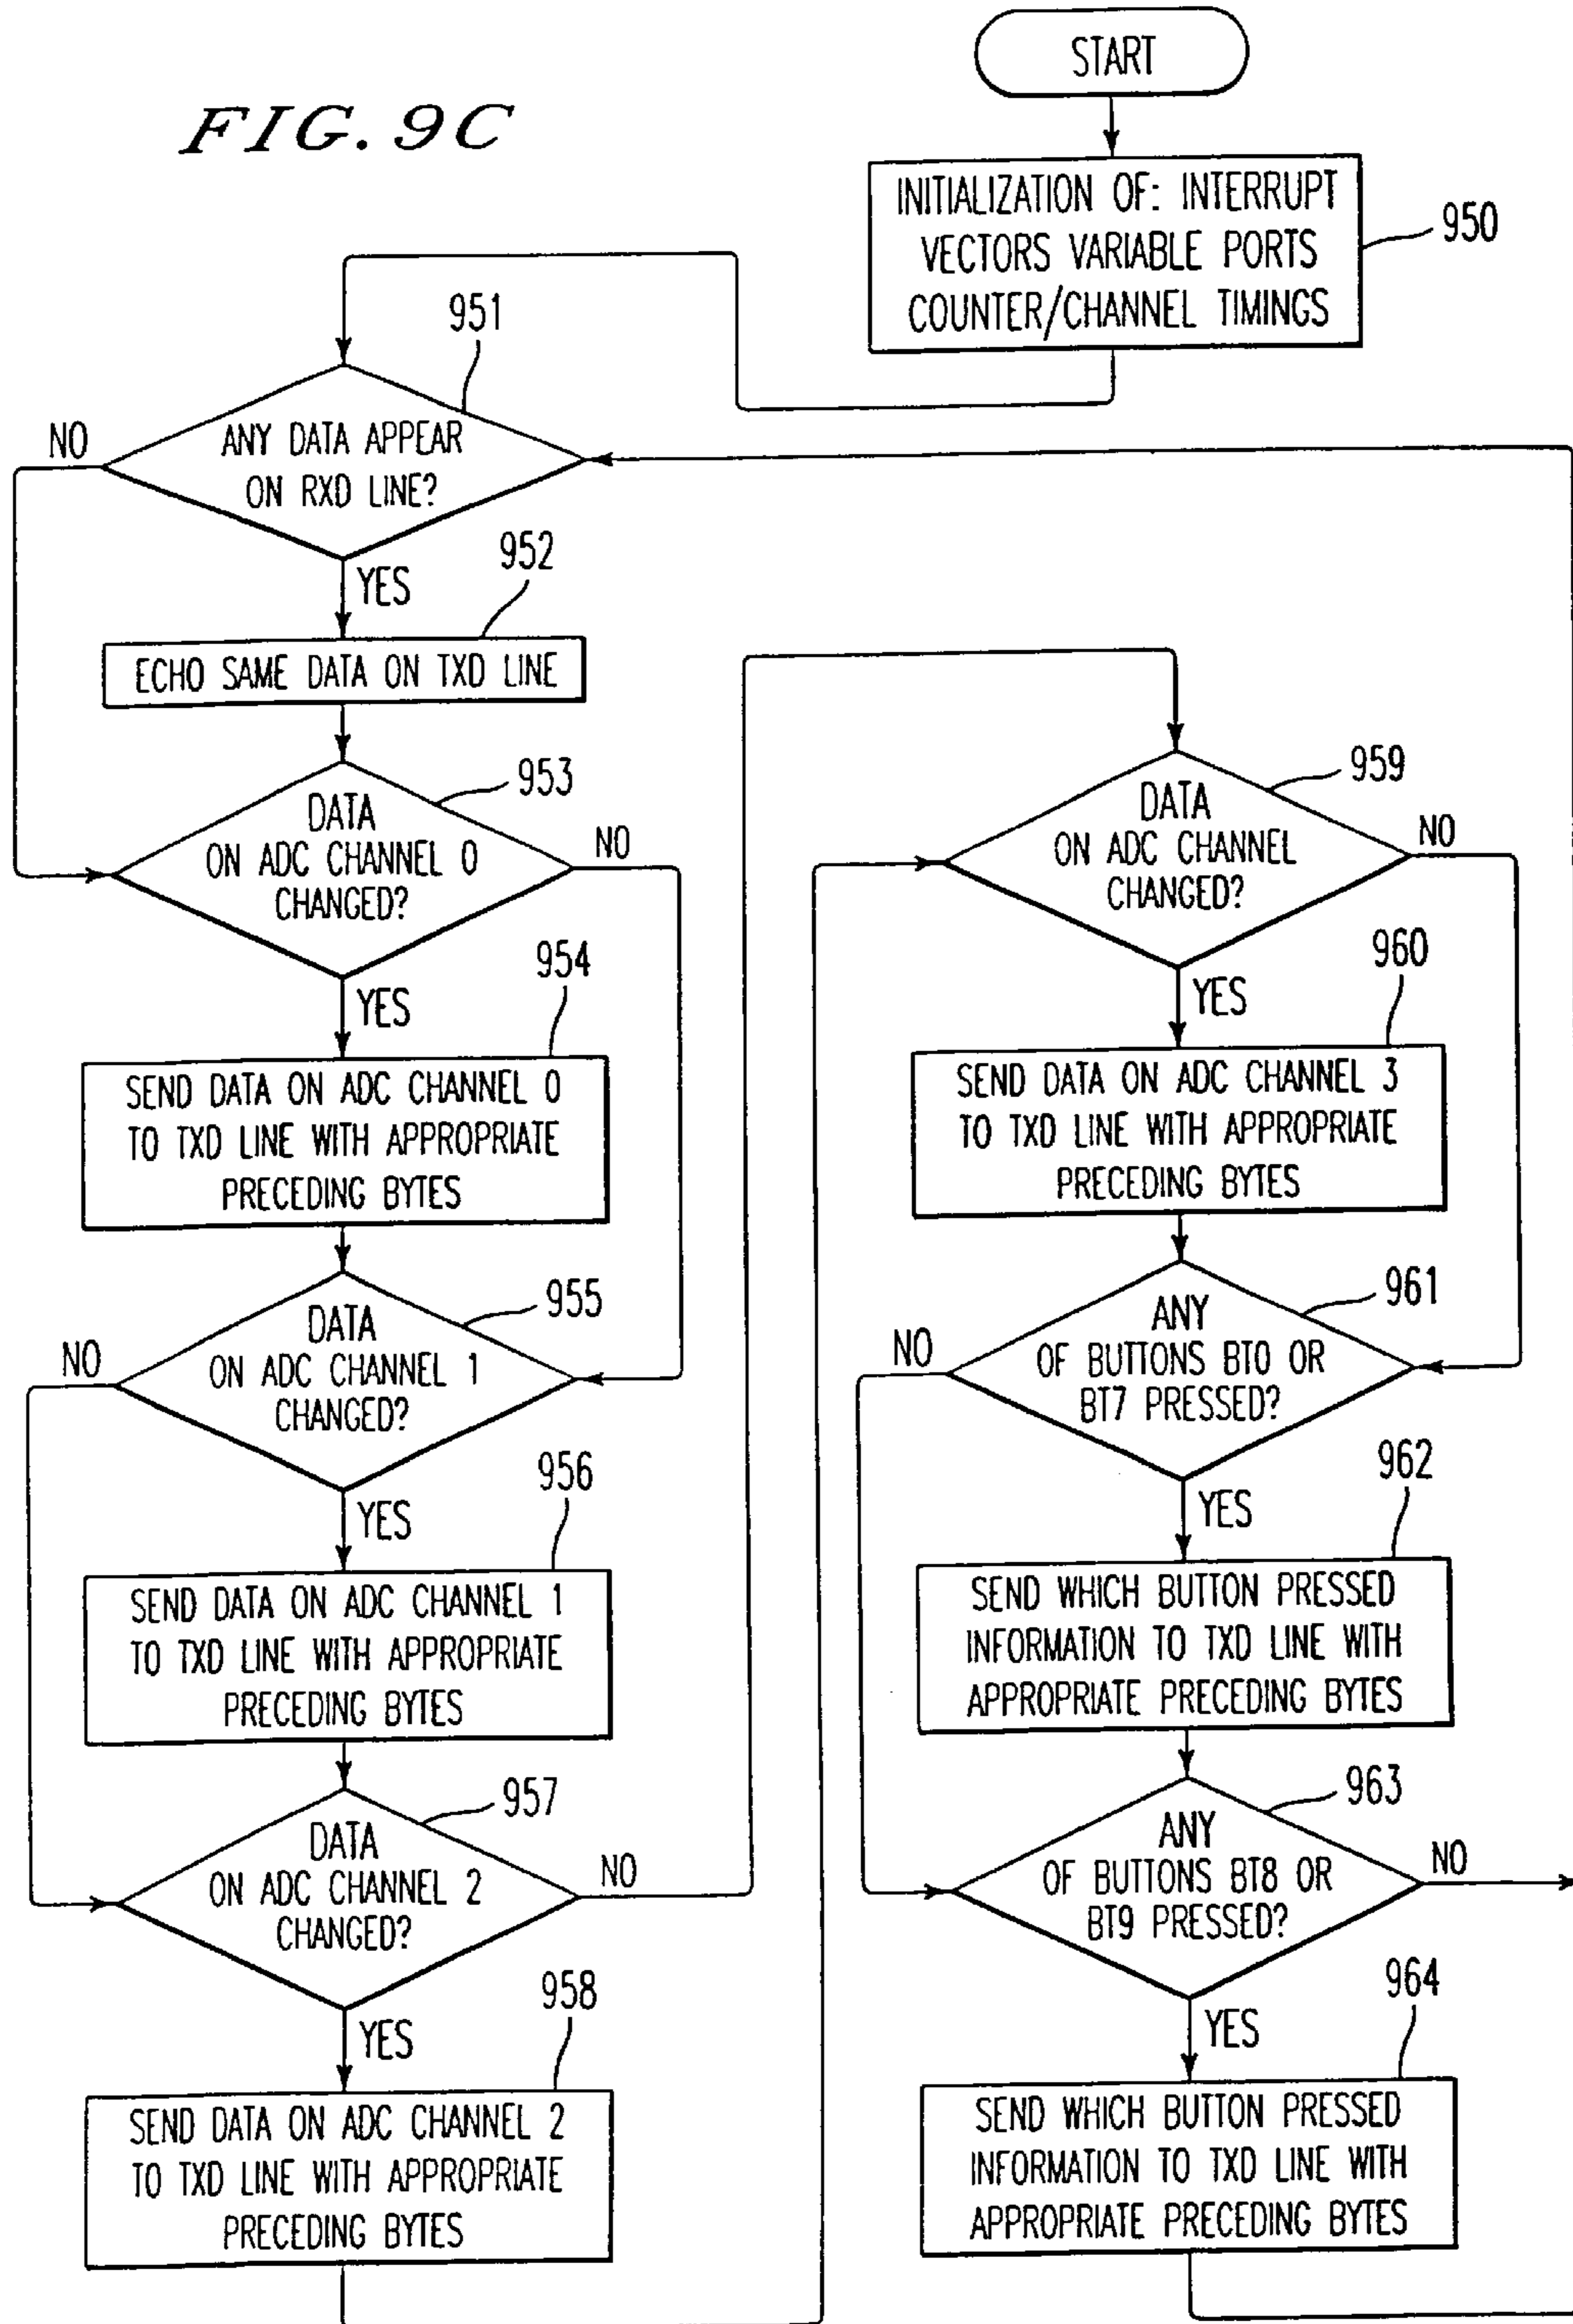 FIG. 9C
START
INITIALIZATION OF: INTERRUPT
VECTORS VARIABLE PORTS
COUNTER/CHANNEL TIMINGS
950
951
NO
ANY DATA APPEAR
ON RXD LINE?
YES
952
ECHO SAME DATA ON TXD LINE
953
DATA
ON ADC CHANNEL 0
CHANGED?
NO
YES
954
SEND DATA ON ADC CHANNEL 0
TO TXD LINE WITH APPROPRIATE
PRECEDING BYTES
955
NO
DATA
ON ADC CHANNEL 1
CHANGED?
YES
956
SEND DATA ON ADC CHANNEL 1
TO TXD LINE WITH APPROPRIATE
PRECEDING BYTES
957
DATA
ON ADC CHANNEL 2
CHANGED?
NO
YES
958
SEND DATA ON ADC CHANNEL 2
TO TXD LINE WITH APPROPRIATE
PRECEDING BYTES
959
DATA
ON ADC CHANNEL
CHANGED?
NO
YES
960
SEND DATA ON ADC CHANNEL 3
TO TXD LINE WITH APPROPRIATE
PRECEDING BYTES
961
NO
ANY
OF BUTTONS BT0 OR
BT7 PRESSED?
YES
962
SEND WHICH BUTTON PRESSED
INFORMATION TO TXD LINE WITH
APPROPRIATE PRECEDING BYTES
963
ANY
OF BUTTONS BT8 OR
BT9 PRESSED?
NO
YES
964
SEND WHICH BUTTON PRESSED
INFORMATION TO TXD LINE WITH
APPROPRIATE PRECEDING BYTES